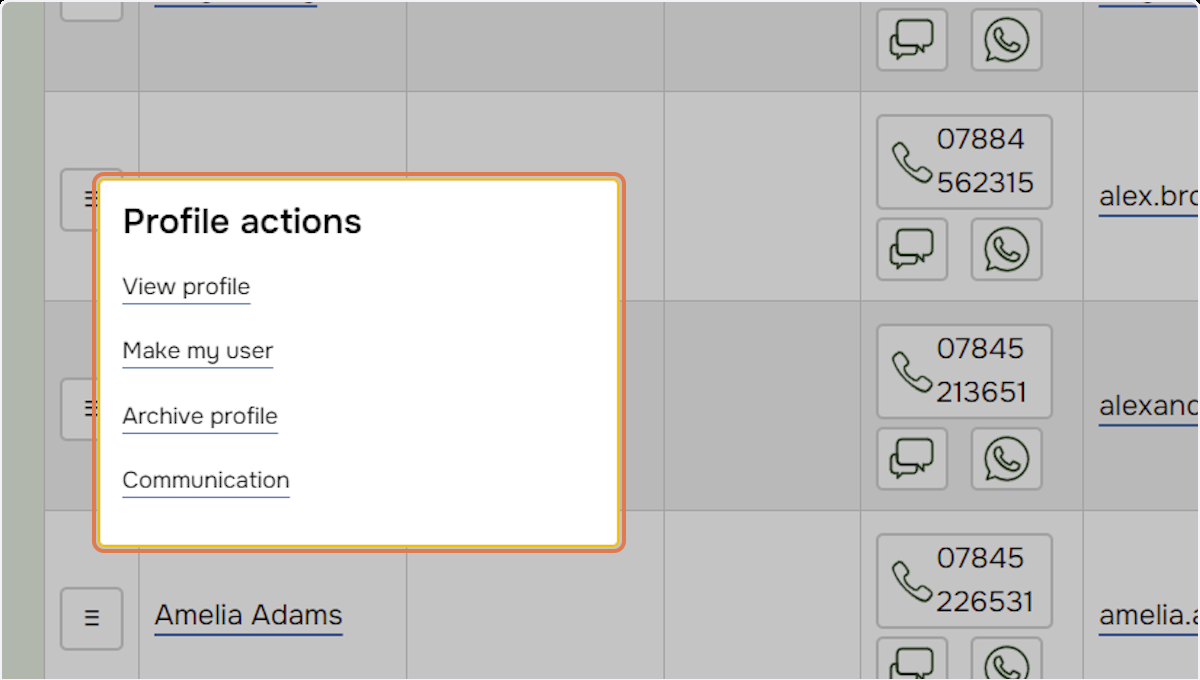 07884
562315
alex.bro
Profile actions
View profile
Make my user
Archive profile
Communication
07845
213651
alexand
07845
226531
Amelia Adams
amelia.a